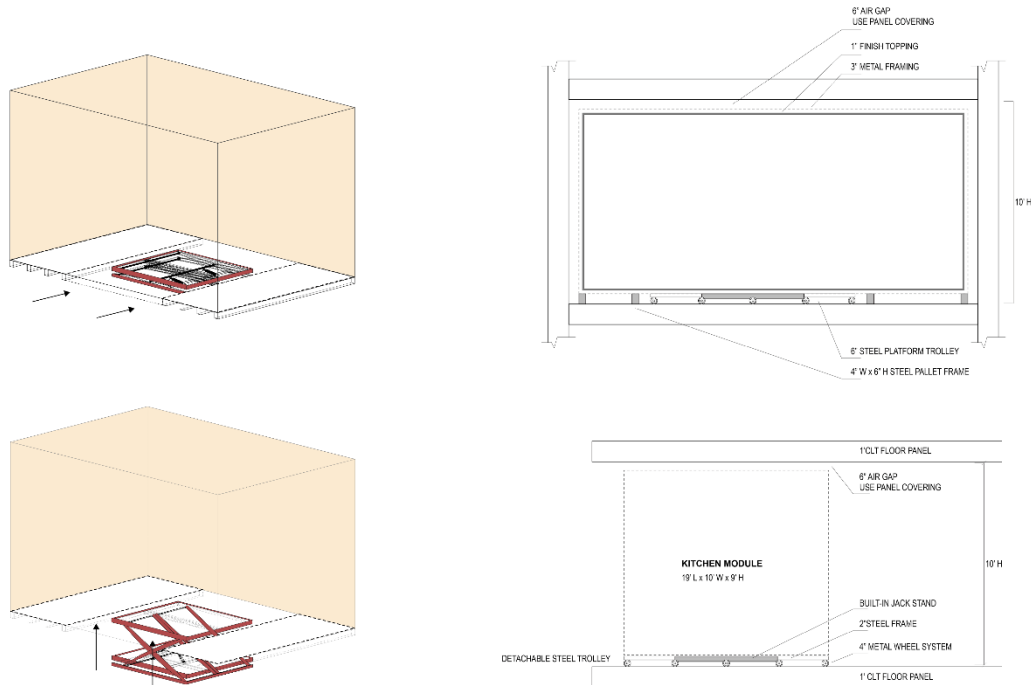 6" AIR GAP
USE PANEL COVERING
1" FINISH TOPPING
3" METAL FRAMING
10' H
6" STEEL PLATFORM TROLLEY
4" W x 6" H STEEL PALLET FRAME
1'CLT FLOOR PANEL
6" AIR GAP
USE PANEL COVERING
KITCHEN MODULE
19' L x 10' W x 9' H
10' H
BUILT-IN JACK STAND
2"STEEL FRAME
DETACHABLE STEEL TROLLEY
4" METAL WHEEL SYSTEM
1' CLT FLOOR PANEL